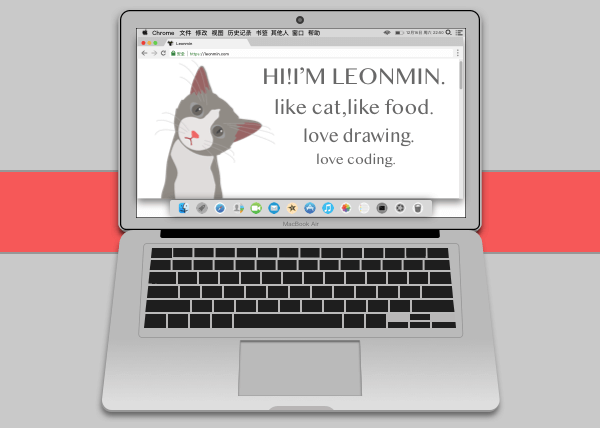 Chrome 文件 修改 视图 历史记录 书签 其他人 窗口 帮助
Leonmin
https://leonmin.com
HI!I'M LEONMIN.
like cat,like food.
love drawing.
love coding.
MacBook Air